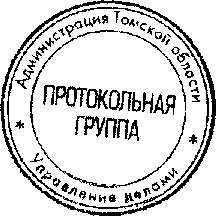 Администрация Томской области
ПРОТОКОЛЬНАЯ
ГРУППА
* Управление делами *